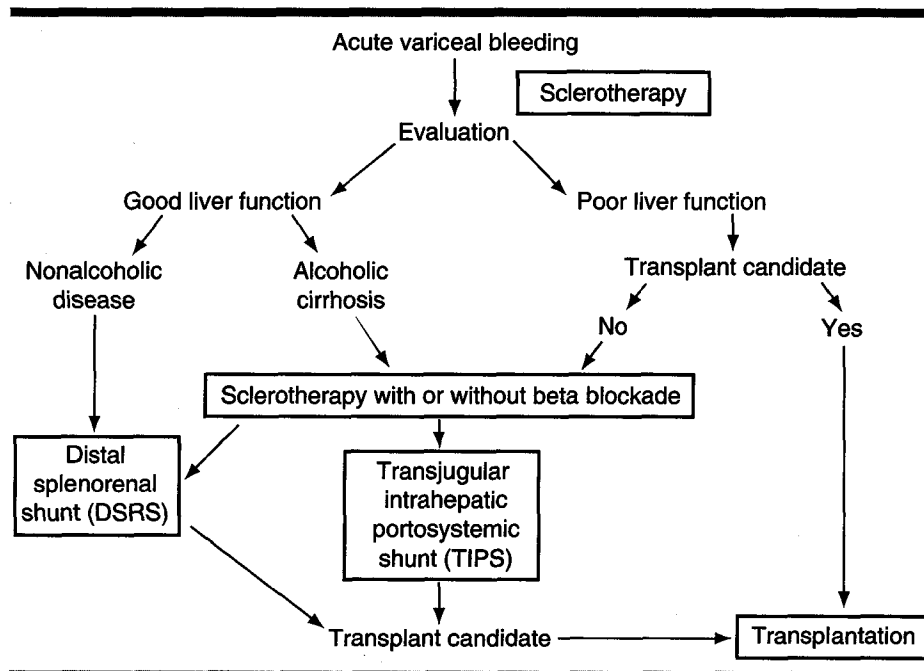 Acute variceal bleeding
Sclerotherapy
Evaluation
Good liver function
Poor liver function
Nonalcoholic
disease
Alcoholic
cirrhosis
Transplant candidate
No
Yes
Sclerotherapy with or without beta blockade
Distal
splenorenal
shunt (DSRS)
Transjugular
intrahepatic
portosystemic
shunt (TIPS)
Transplant candidate
Transplantation